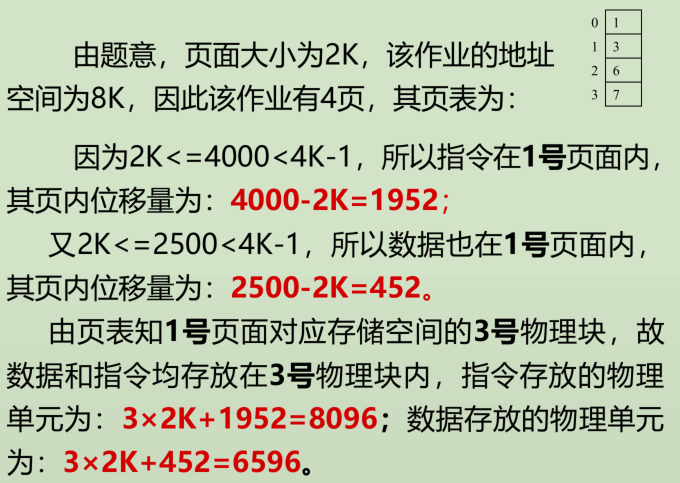 由题意，页面大小为2K，该作业的地址
空间为8K，因此该作业有4页，其页表为：
0 1
1 3
2 6
3 7
因为2K<=4000<4K-1，所以指令在1号页面内，
其页内位移量为：4000-2K=1952；
又2K<=2500<4K-1，所以数据也在1号页面内，
其页内位移量为：2500-2K=452。
由页表知1号页面对应存储空间的3号物理块，故
数据和指令均存放在3号物理块内，指令存放的物理
单元为：3×2K+1952=8096；数据存放的物理单元
为：3×2K+452=6596。